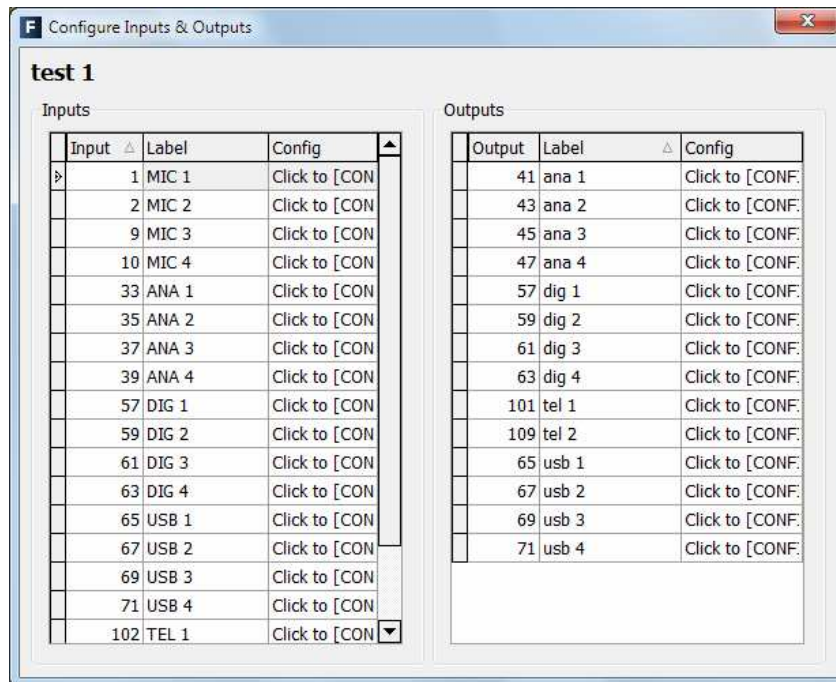 F Configure Inputs & Outputs
test 1
Inputs
Input Label Config
1 MIC 1 Click to [CON
2 MIC 2 Click to [CON
9 MIC 3 Click to [CON
10 MIC 4 Click to [CON
33 ANA 1 Click to [CON
35 ANA 2 Click to [CON
37 ANA 3 Click to [CON
39 ANA 4 Click to [CON
57 DIG 1 Click to [CON
59 DIG 2 Click to [CON
61 DIG 3 Click to [CON
63 DIG 4 Click to [CON
65 USB 1 Click to [CON
67 USB 2 Click to [CON
69 USB 3 Click to [CON
71 USB 4 Click to [CON
102 TEL 1 Click to [CON
Outputs
Output Label Config
41 ana 1 Click to [CONF
43 ana 2 Click to [CONF
45 ana 3 Click to [CONF
47 ana 4 Click to [CONF
57 dig 1 Click to [CONF
59 dig 2 Click to [CONF
61 dig 3 Click to [CONF
63 dig 4 Click to [CONF
101 tel 1 Click to [CONF
109 tel 2 Click to [CONF
65 usb 1 Click to [CONF
67 usb 2 Click to [CONF
69 usb 3 Click to [CONF
71 usb 4 Click to [CONF